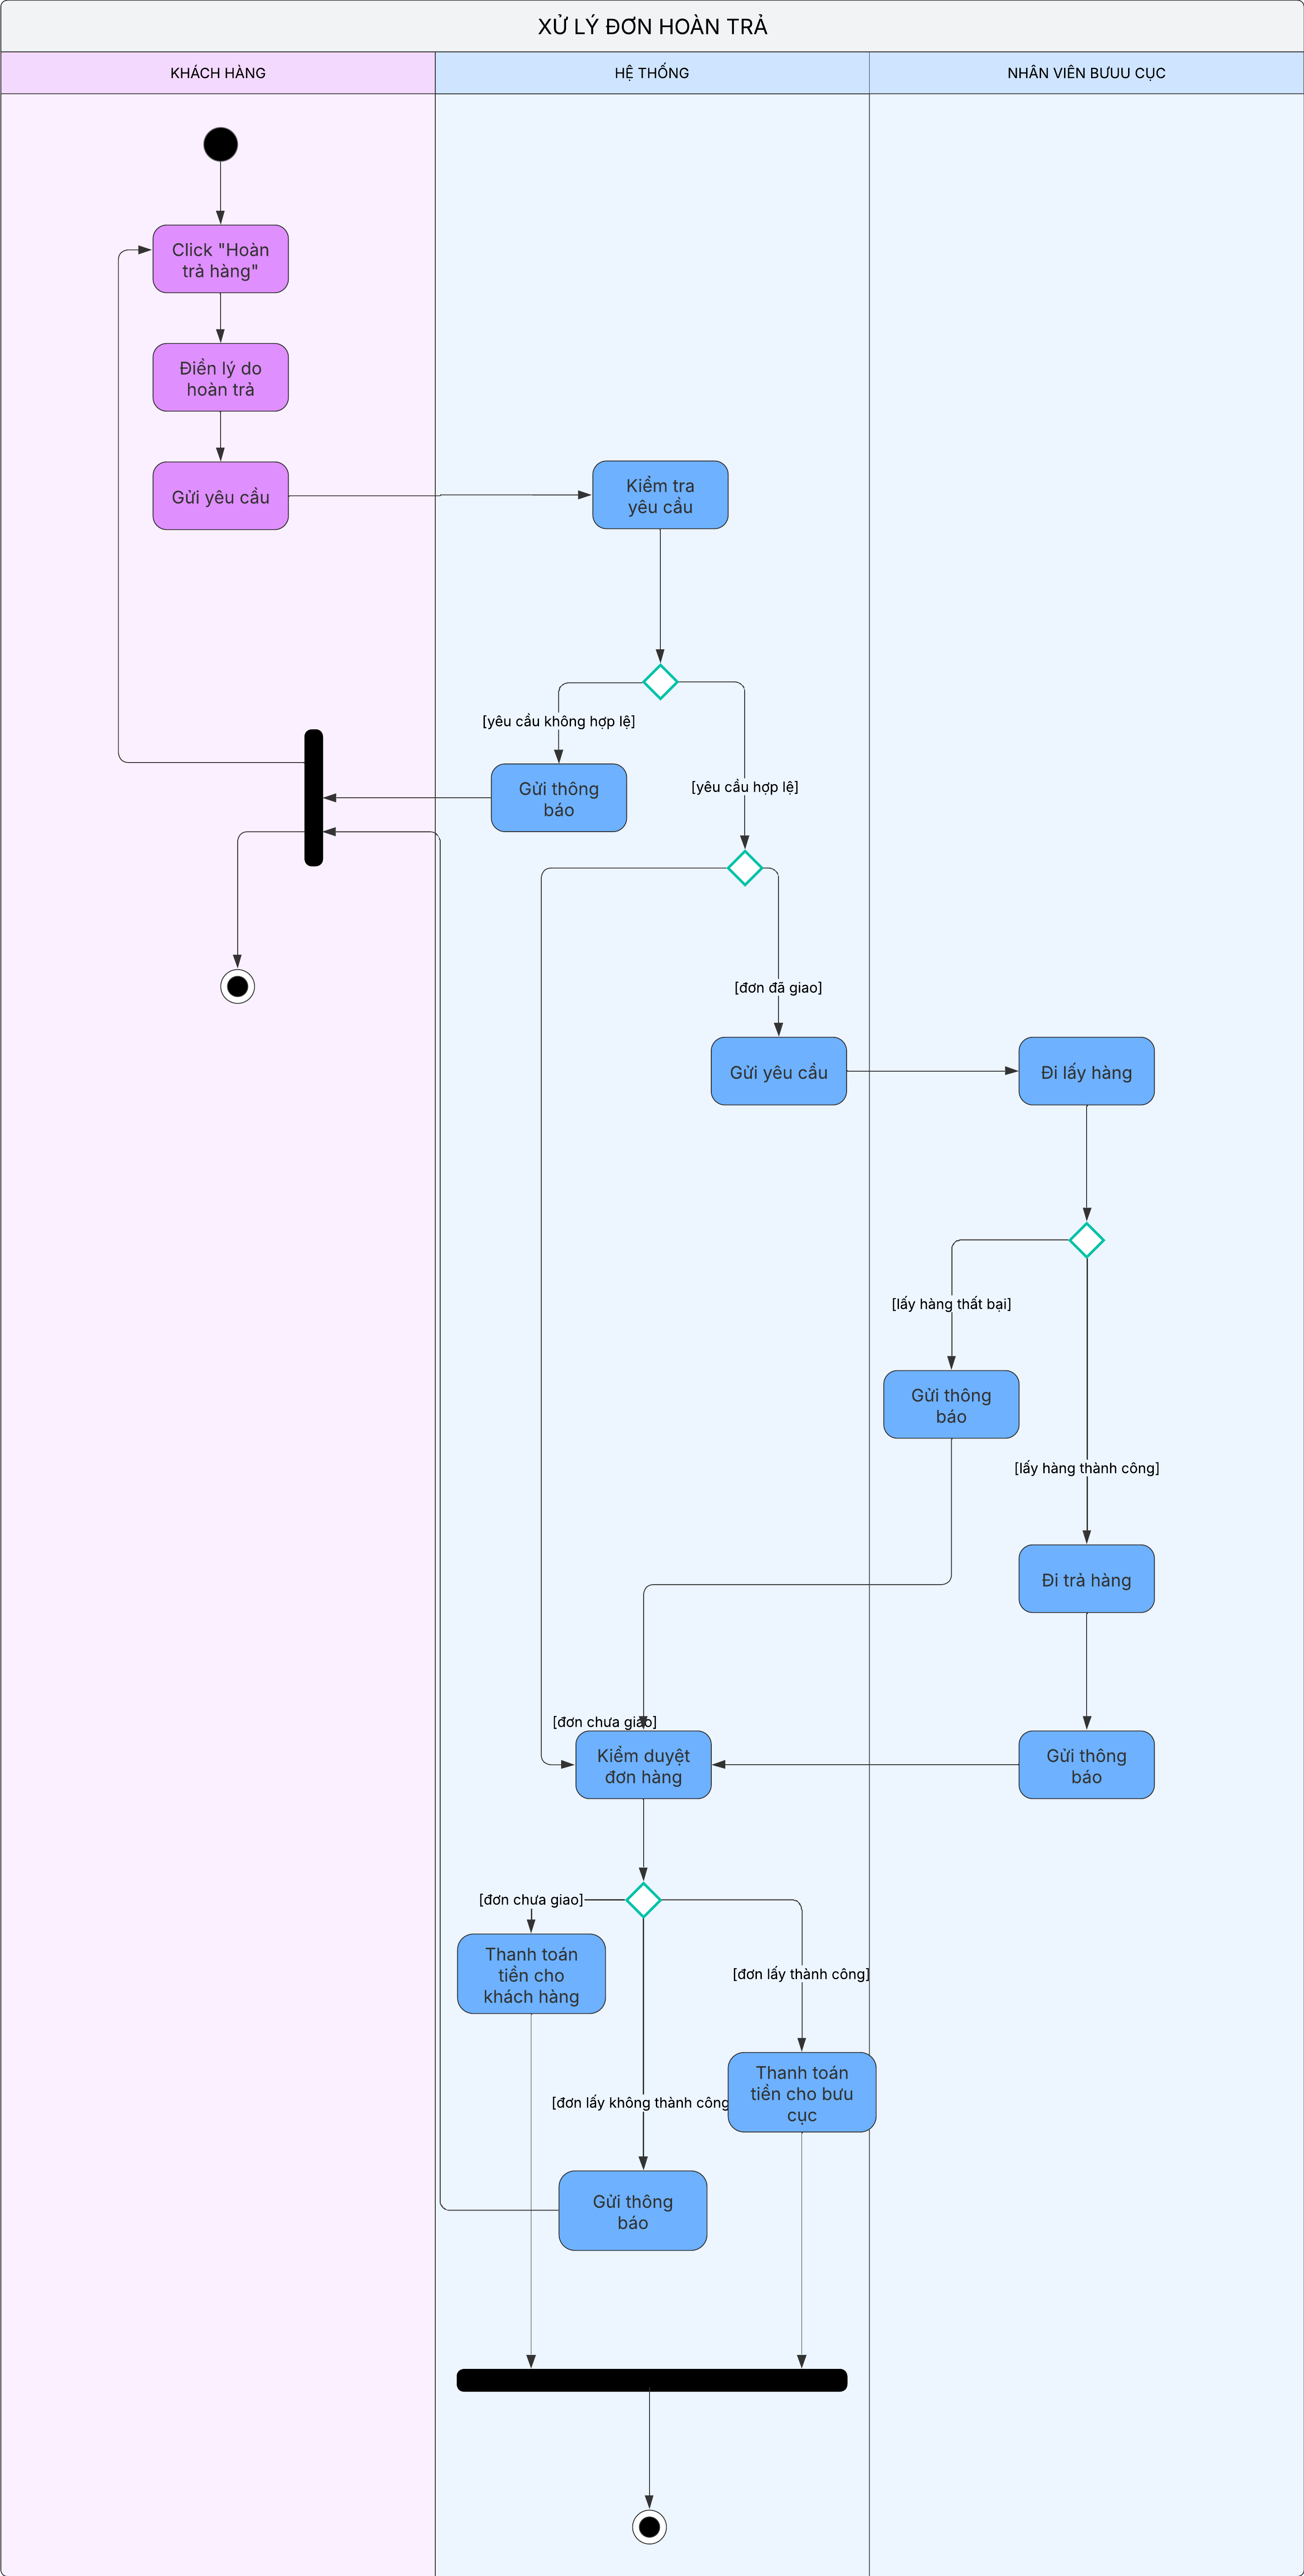 XỬ LÝ ĐƠN HOÀN TRẢ
KHÁCH HÀNG
HỆ THỐNG
NHÂN VIÊN BƯUU CỤC
Click "Hoàn
trả hàng"
Điền lý do
hoàn trả
Gửi yêu cầu
Kiểm tra
yêu cầu
[yêu cầu không hợp lệ]
Gửi thông
báo
[yêu cầu hợp lệ]
[đơn đã giao]
Gửi yêu cầu
Đi lấy hàng
[lấy hàng thất bại]
Gửi thông
báo
[lấy hàng thành công]
Đi trả hàng
[đơn chưa giao]
Kiểm duyệt
đơn hàng
Gửi thông
báo
[đơn chưa giao]
Thanh toán
tiền cho
khách hàng
[đơn lấy thành công]
Thanh toán
tiền cho bưu
cục
[đơn lấy không thành công
Gửi thông
báo